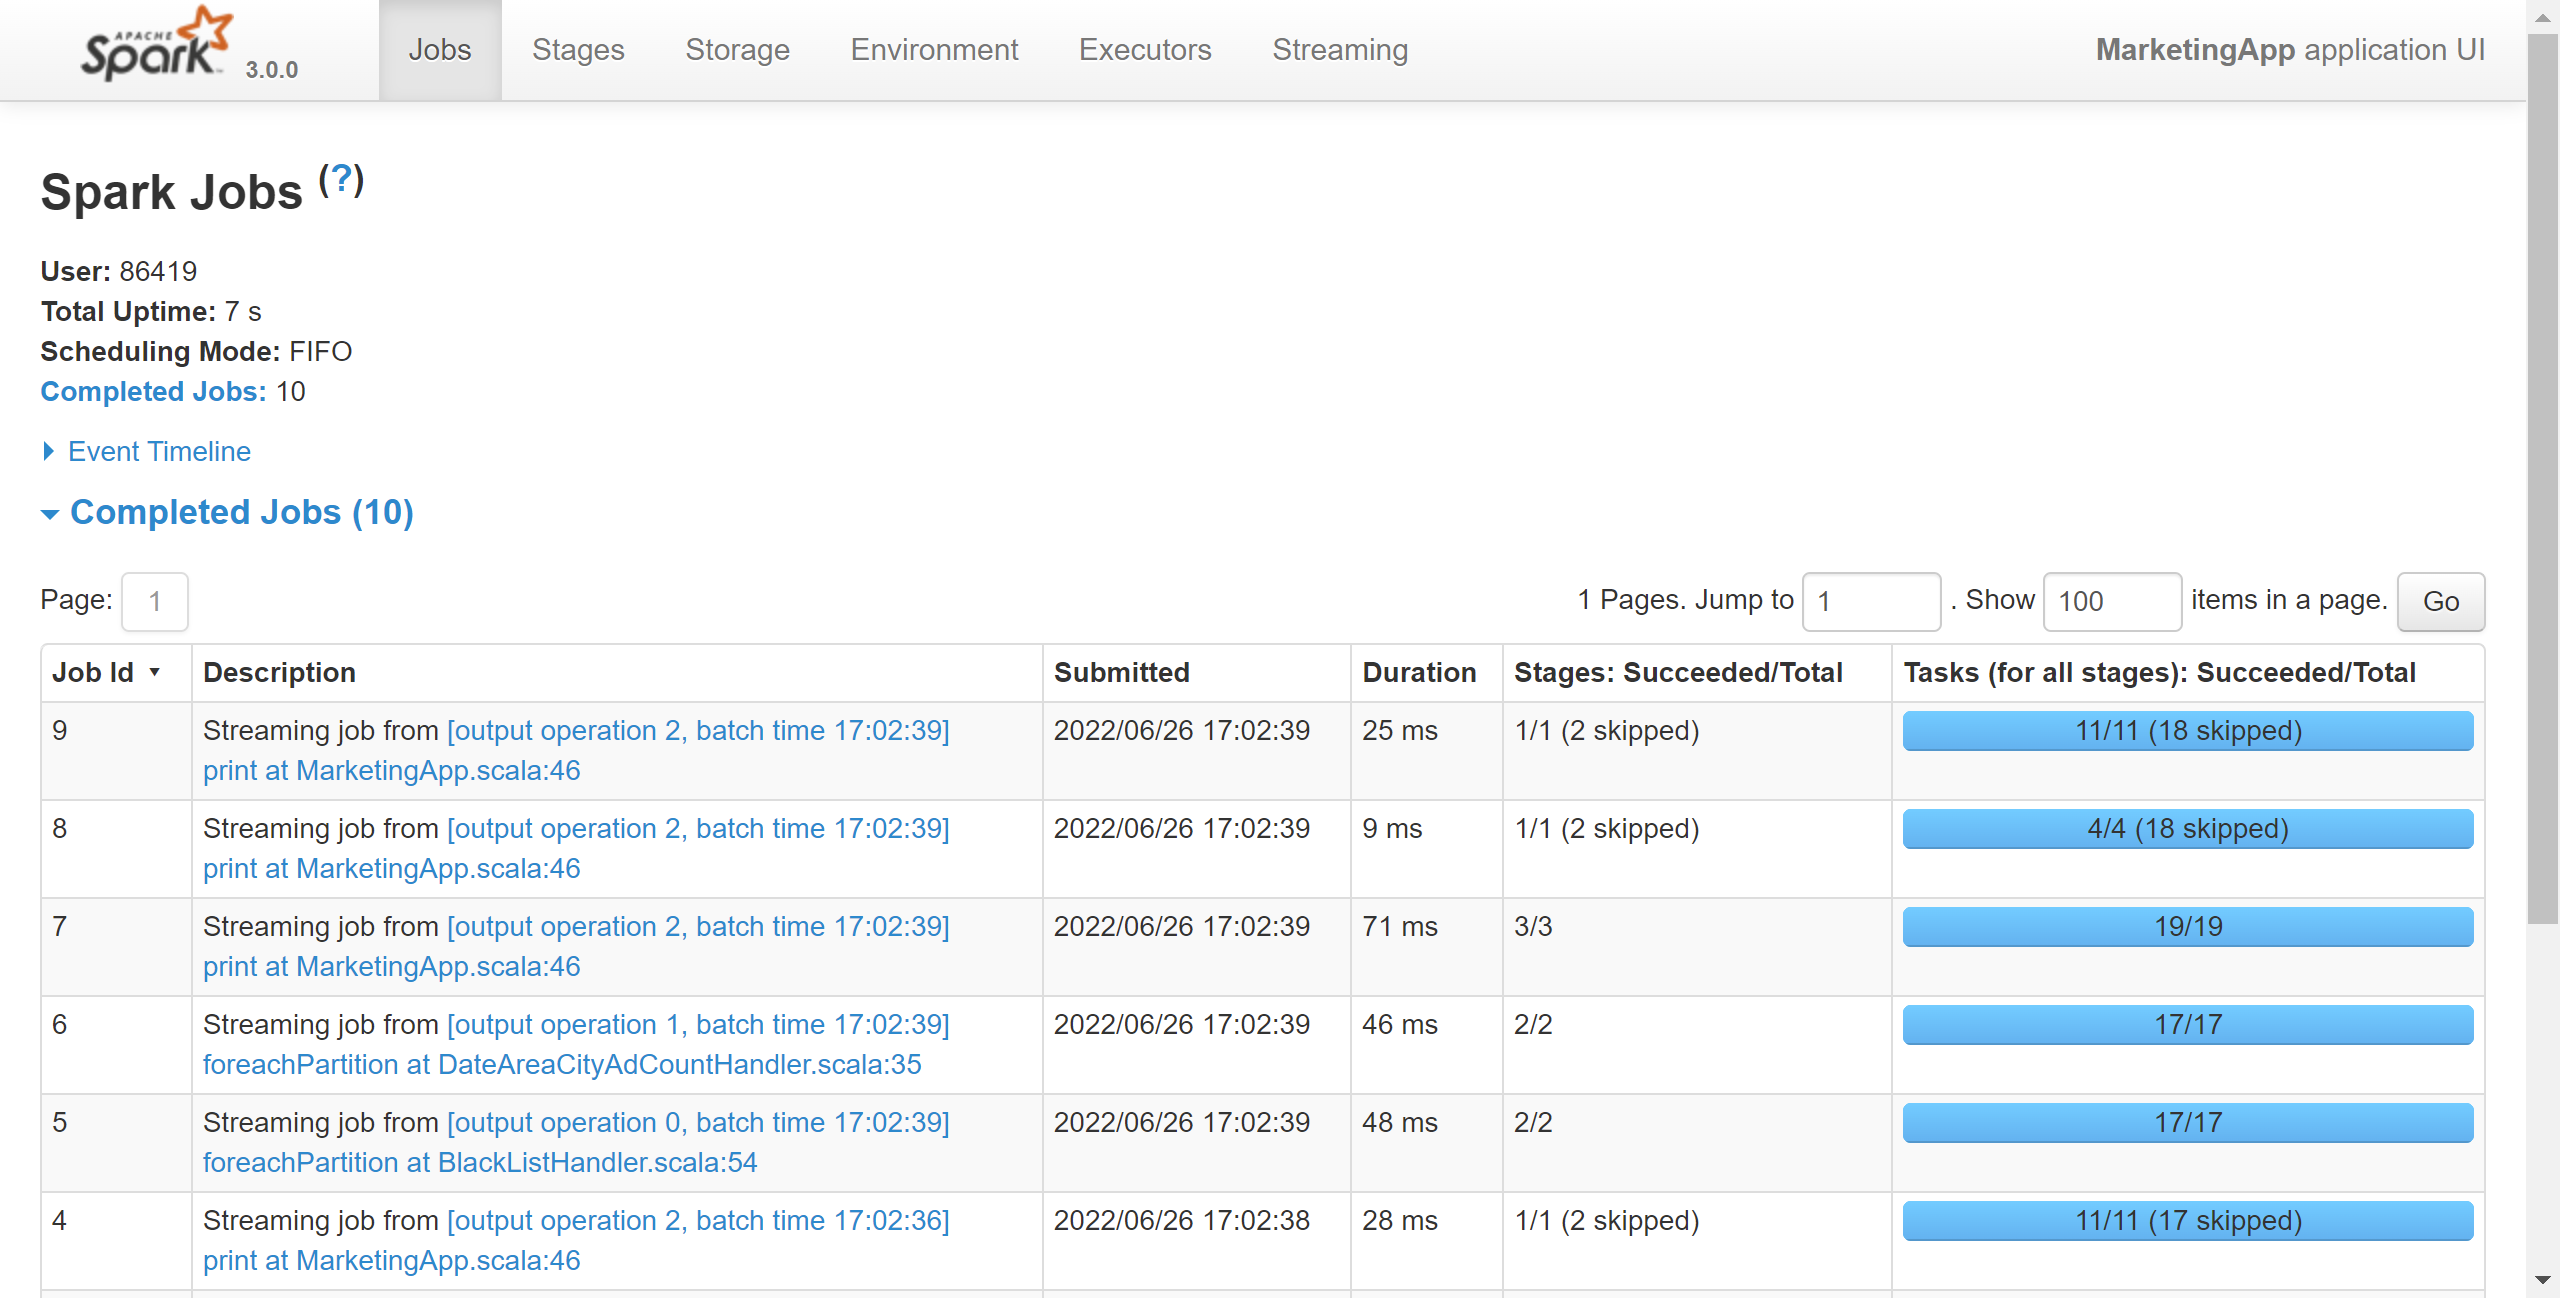 APACHE
Spark 3.0.0 Jobs Stages Storage Environment Executors Streaming MarketingApp application UI
Spark Jobs (?)
User: 86419
Total Uptime: 7 s
Scheduling Mode: FIFO
Completed Jobs: 10
Event Timeline
Completed Jobs (10)
Page: 1 1 Pages. Jump to 1 . Show 100 items in a page. Go
Job Id Description Submitted Duration Stages: Succeeded/Total Tasks (for all stages): Succeeded/Total
9 Streaming job from [output operation 2, batch time 17:02:39] 2022/06/26 17:02:39 25 ms 1/1 (2 skipped) 11/11 (18 skipped)
print at MarketingApp.scala:46
8 Streaming job from [output operation 2, batch time 17:02:39] 2022/06/26 17:02:39 9 ms 1/1 (2 skipped) 4/4 (18 skipped)
print at MarketingApp.scala:46
7 Streaming job from [output operation 2, batch time 17:02:39] 2022/06/26 17:02:39 71 ms 3/3 19/19
print at MarketingApp.scala:46
6 Streaming job from [output operation 1, batch time 17:02:39] 2022/06/26 17:02:39 46 ms 2/2 17/17
foreachPartition at DateAreaCityAdCountHandler.scala:35
5 Streaming job from [output operation 0, batch time 17:02:39] 2022/06/26 17:02:39 48 ms 2/2 17/17
foreachPartition at BlackListHandler.scala:54
4 Streaming job from [output operation 2, batch time 17:02:36] 2022/06/26 17:02:38 28 ms 1/1 (2 skipped) 11/11 (17 skipped)
print at MarketingApp.scala:46